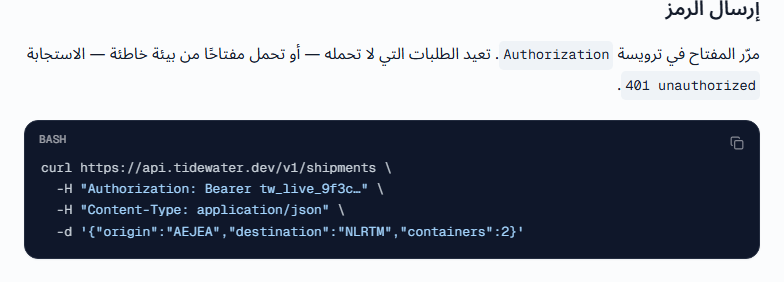 إرسال الرمز
مرّر المفتاح في ترويسة Authorization. تعيد الطلبات التي لا تحمله — أو تحمل مفتاحًا من بيئة خاطئة — الاستجابة
401 unauthorized.
BASH
curl https://api.tidewater.dev/v1/shipments \
  -H "Authorization: Bearer tw_live_9f3c…" \
  -H "Content-Type: application/json" \
  -d '{"origin":"AEJEA","destination":"NLRTM","containers":2}'